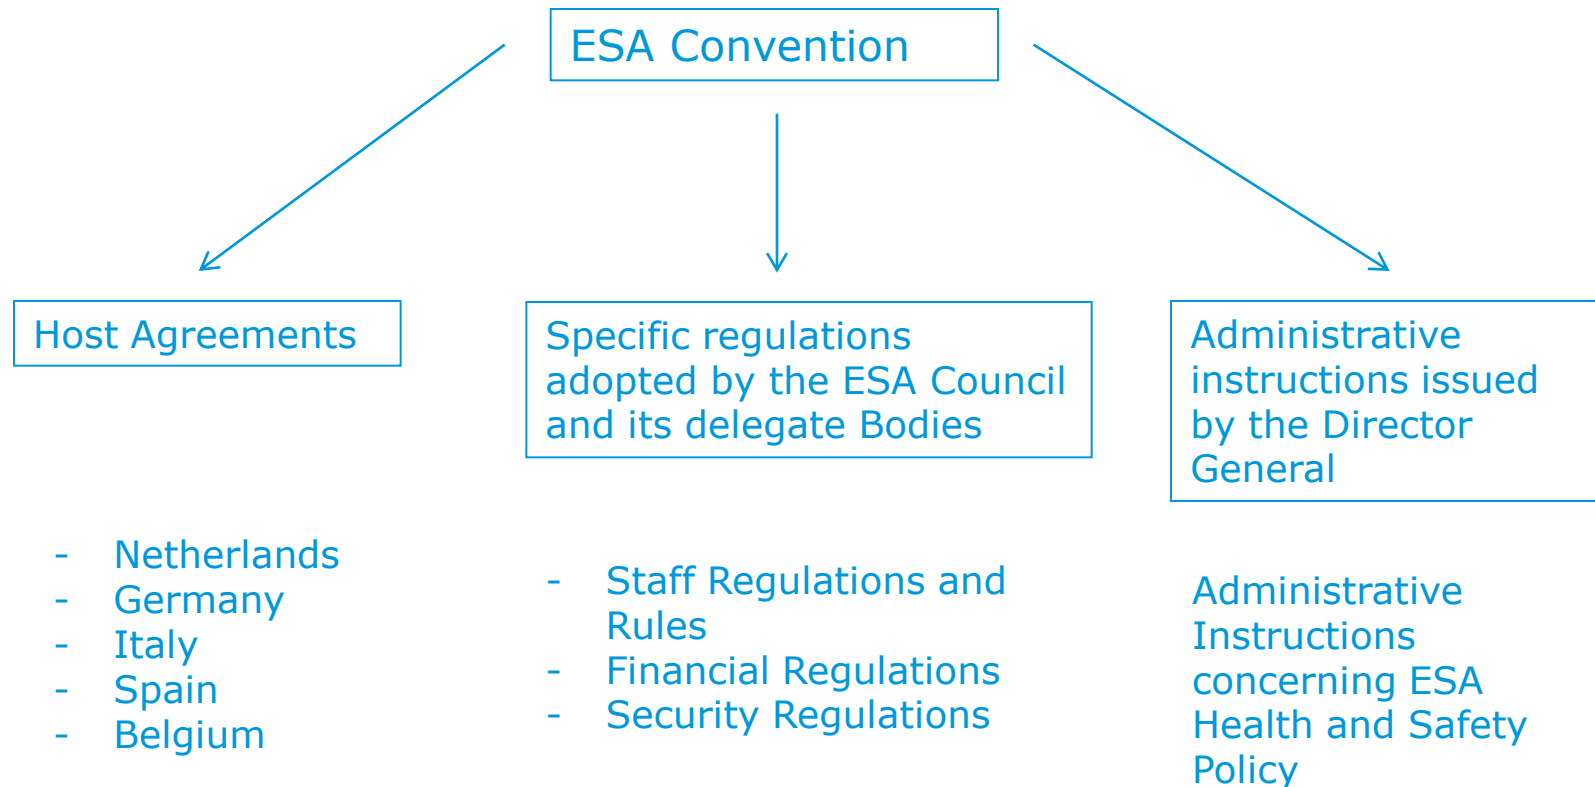 ESA Convention
Host Agreements
Specific regulations
adopted by the ESA Council
and its delegate Bodies
Administrative
instructions issued
by the Director
General
- Netherlands
- Germany
- Italy
- Spain
- Belgium
- Staff Regulations and
Rules
- Financial Regulations
- Security Regulations
Administrative
Instructions
concerning ESA
Health and Safety
Policy